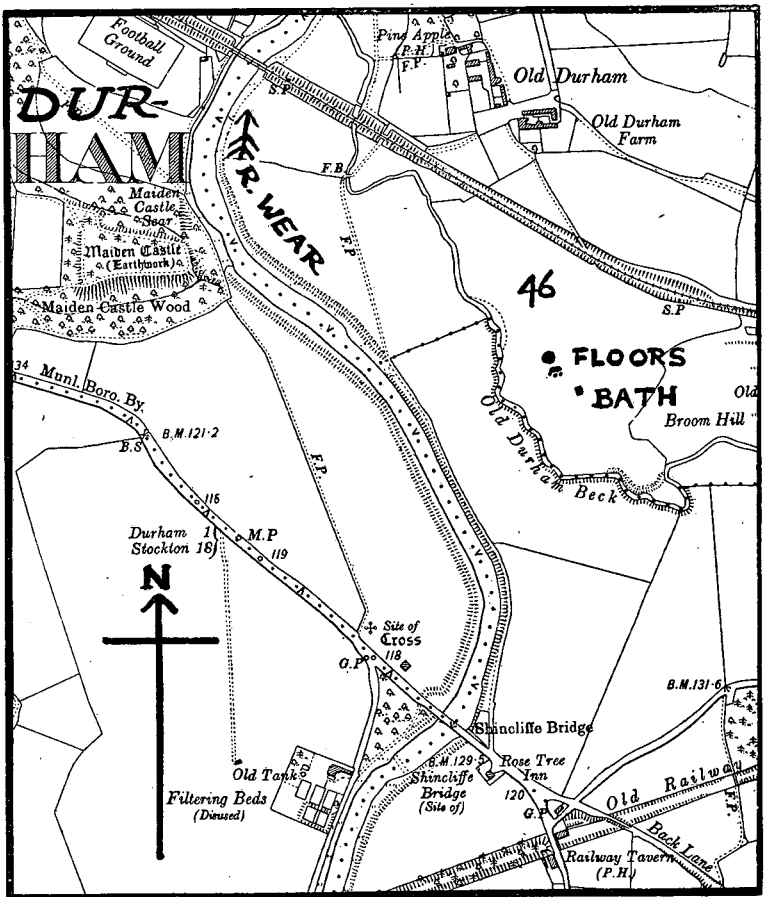 Football
Ground
Pine Apple
(P.H.)
F.P.
Old Durham
S.P.
Old Durham
Farm
DUR-
HAM
R. WEAR
F.B.
F.P.
Maiden
Castle
Scar
Maiden Castle
(Earthwork)
Maiden Castle Wood
46
S.P.
FLOORS
BATH
Old
Broom Hill
Old Durham Beck
34
Munl. Boro. By.
B.M.121·2
B.S
F.P.
116
Durham 1
Stockton 18
M.P
119
N
Site of
Cross
118
G.P
B.M.131·6
Shincliffe Bridge
B.M.129·5
Rose Tree
Inn
Shincliffe
Bridge
(Site of)
120
G.P
Old Tank
Filtering Beds
(Disused)
Old Railway
F.P.
Back Lane
Railway Tavern
(P.H.)